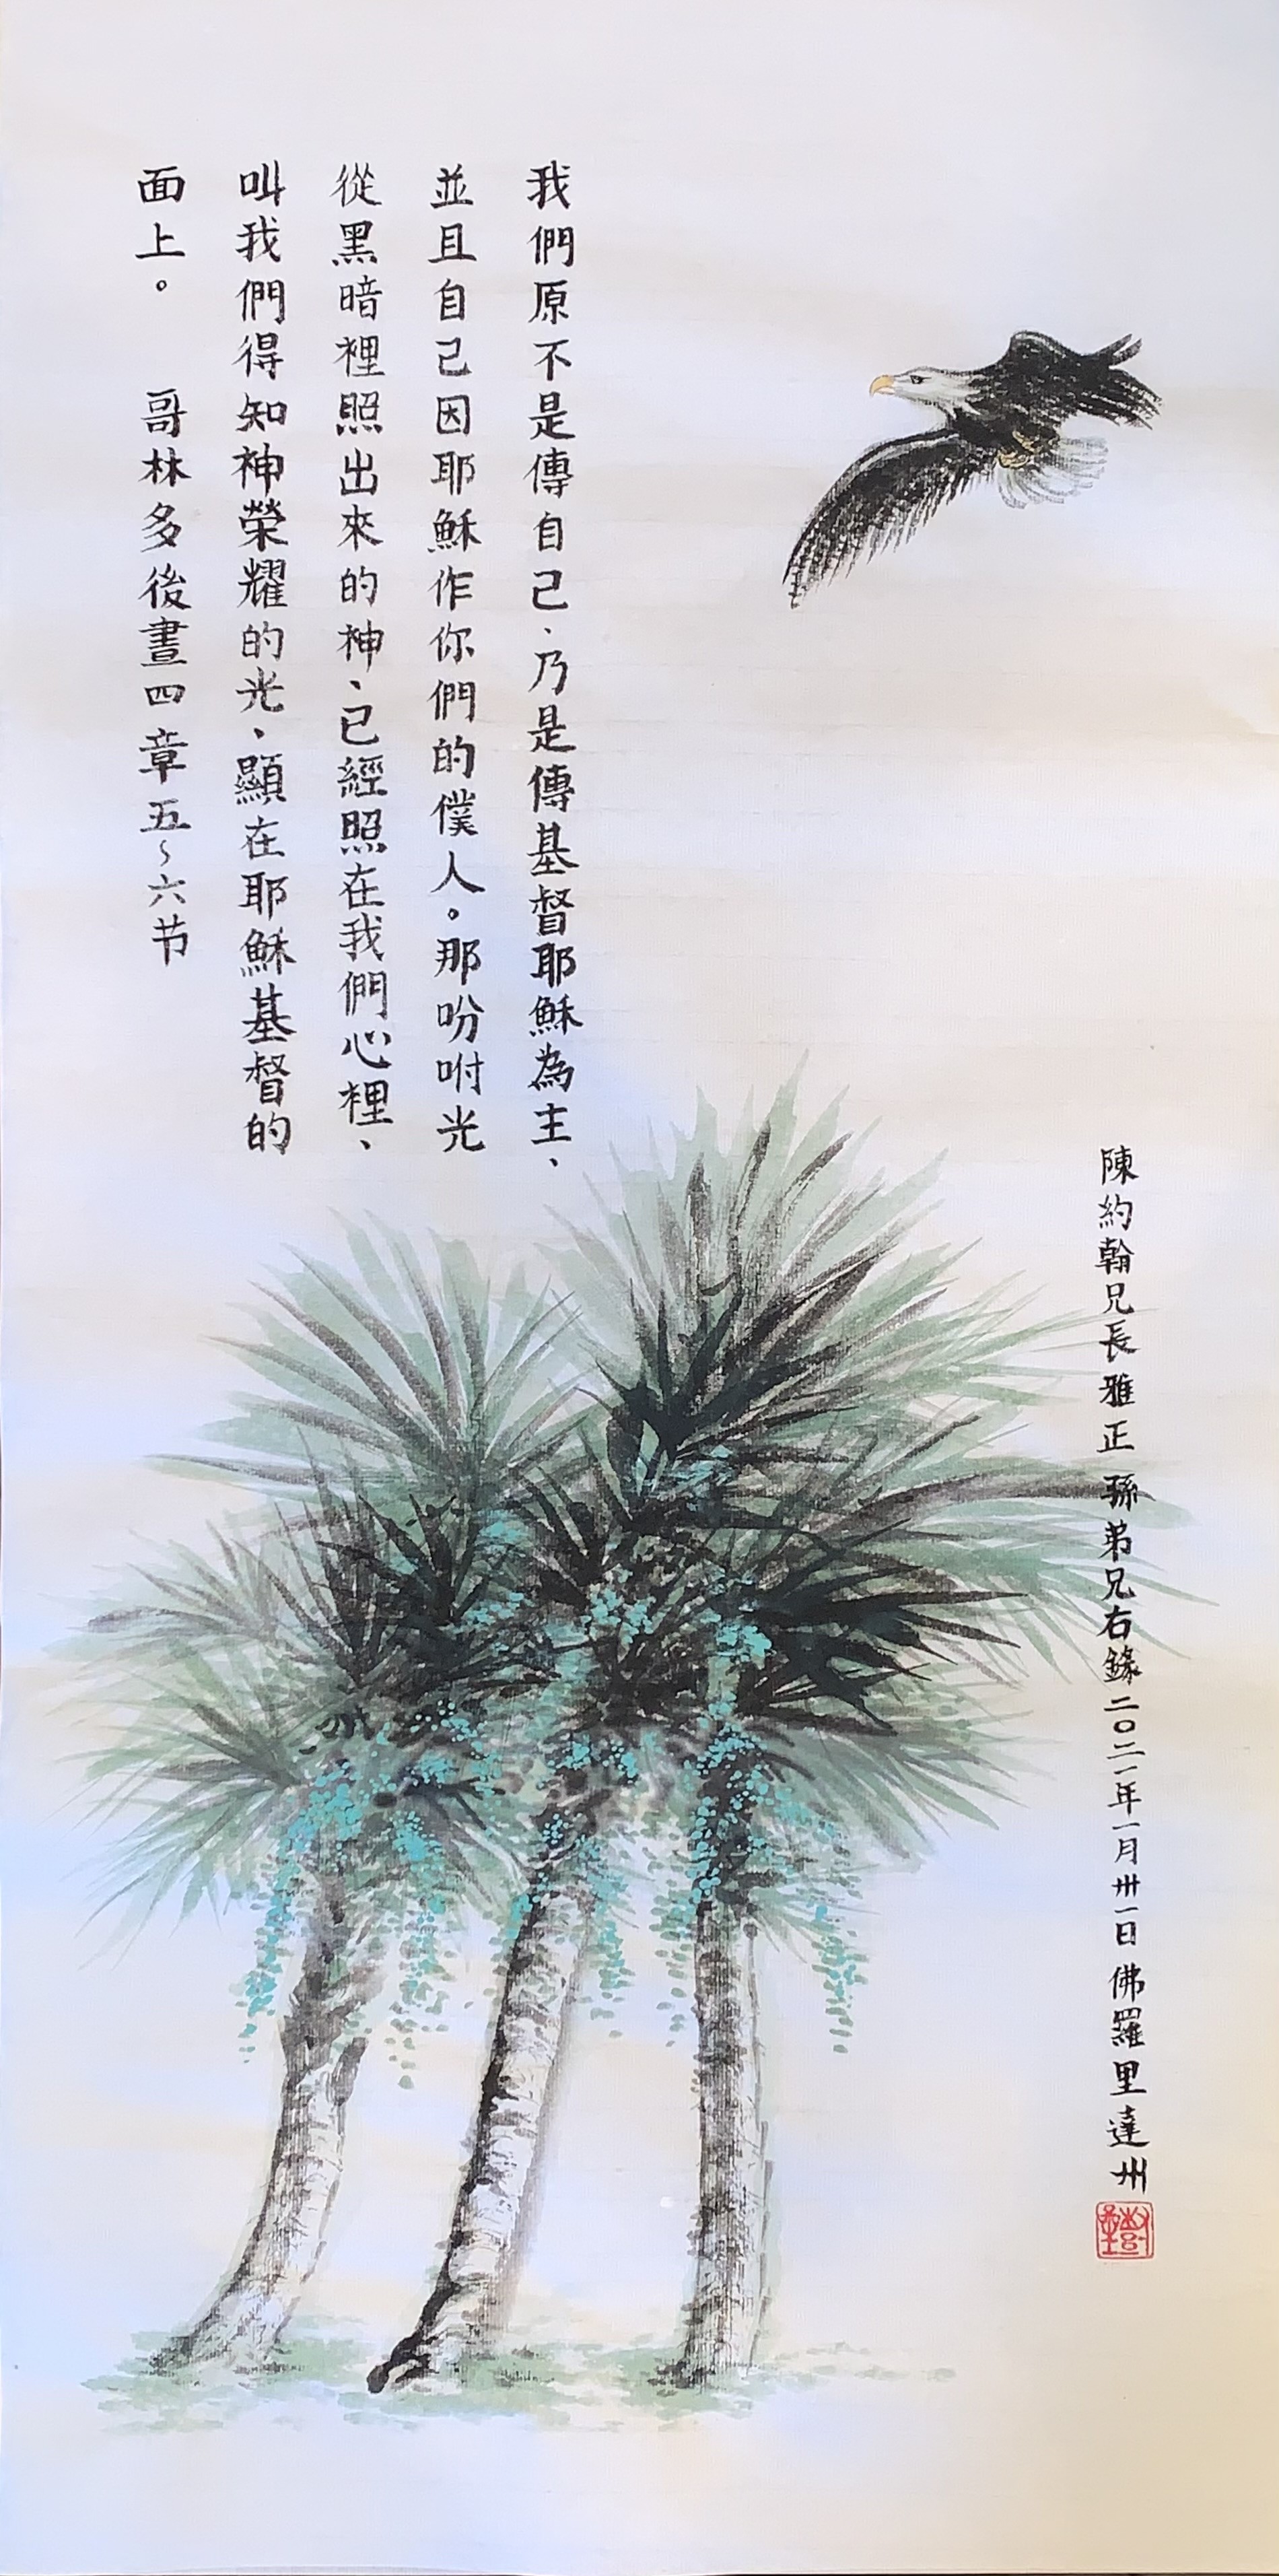 我們原不是傳自己、乃是傳基督耶穌為主、
並且自己因耶穌作你們的僕人。那吩咐光
從黑暗裡照出來的神、已經照在我們心裡、
叫我們得知神榮耀的光、顯在耶穌基督的
面上。 哥林多後晝四章五~六节
陳約翰兄長雅正 孫弟兄右錄二〇二一年一月卅一日佛羅里達州